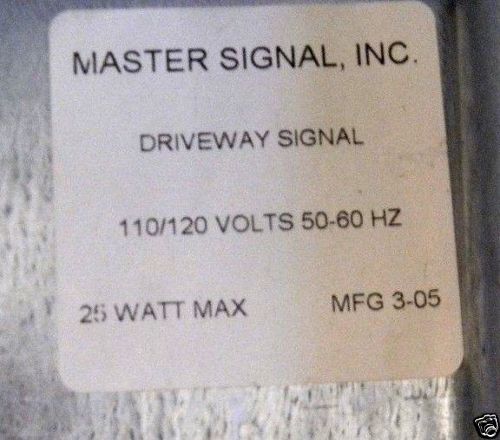 MASTER SIGNAL, INC.
DRIVEWAY SIGNAL
110/120 VOLTS 50-60 HZ
25 WATT MAX MFG 3-05